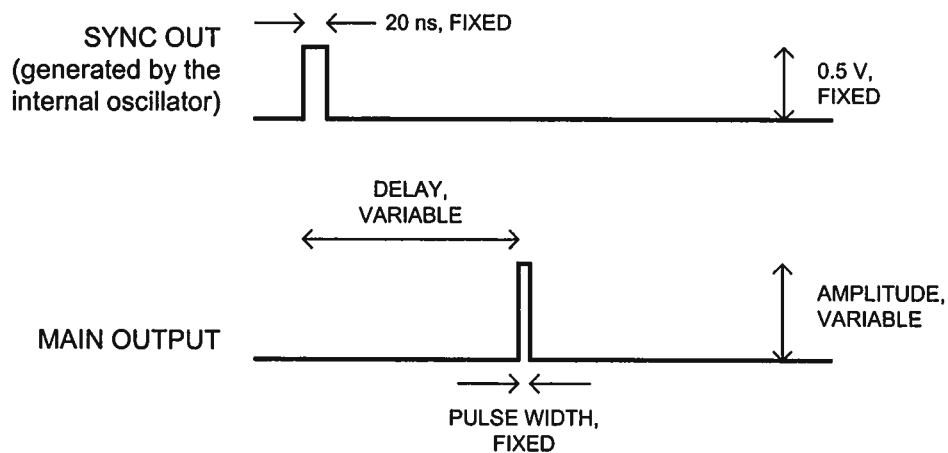 20 ns, FIXED
SYNC OUT
(generated by the
internal oscillator)
0.5 V,
FIXED
DELAY,
VARIABLE
AMPLITUDE,
VARIABLE
MAIN OUTPUT
PULSE WIDTH,
FIXED